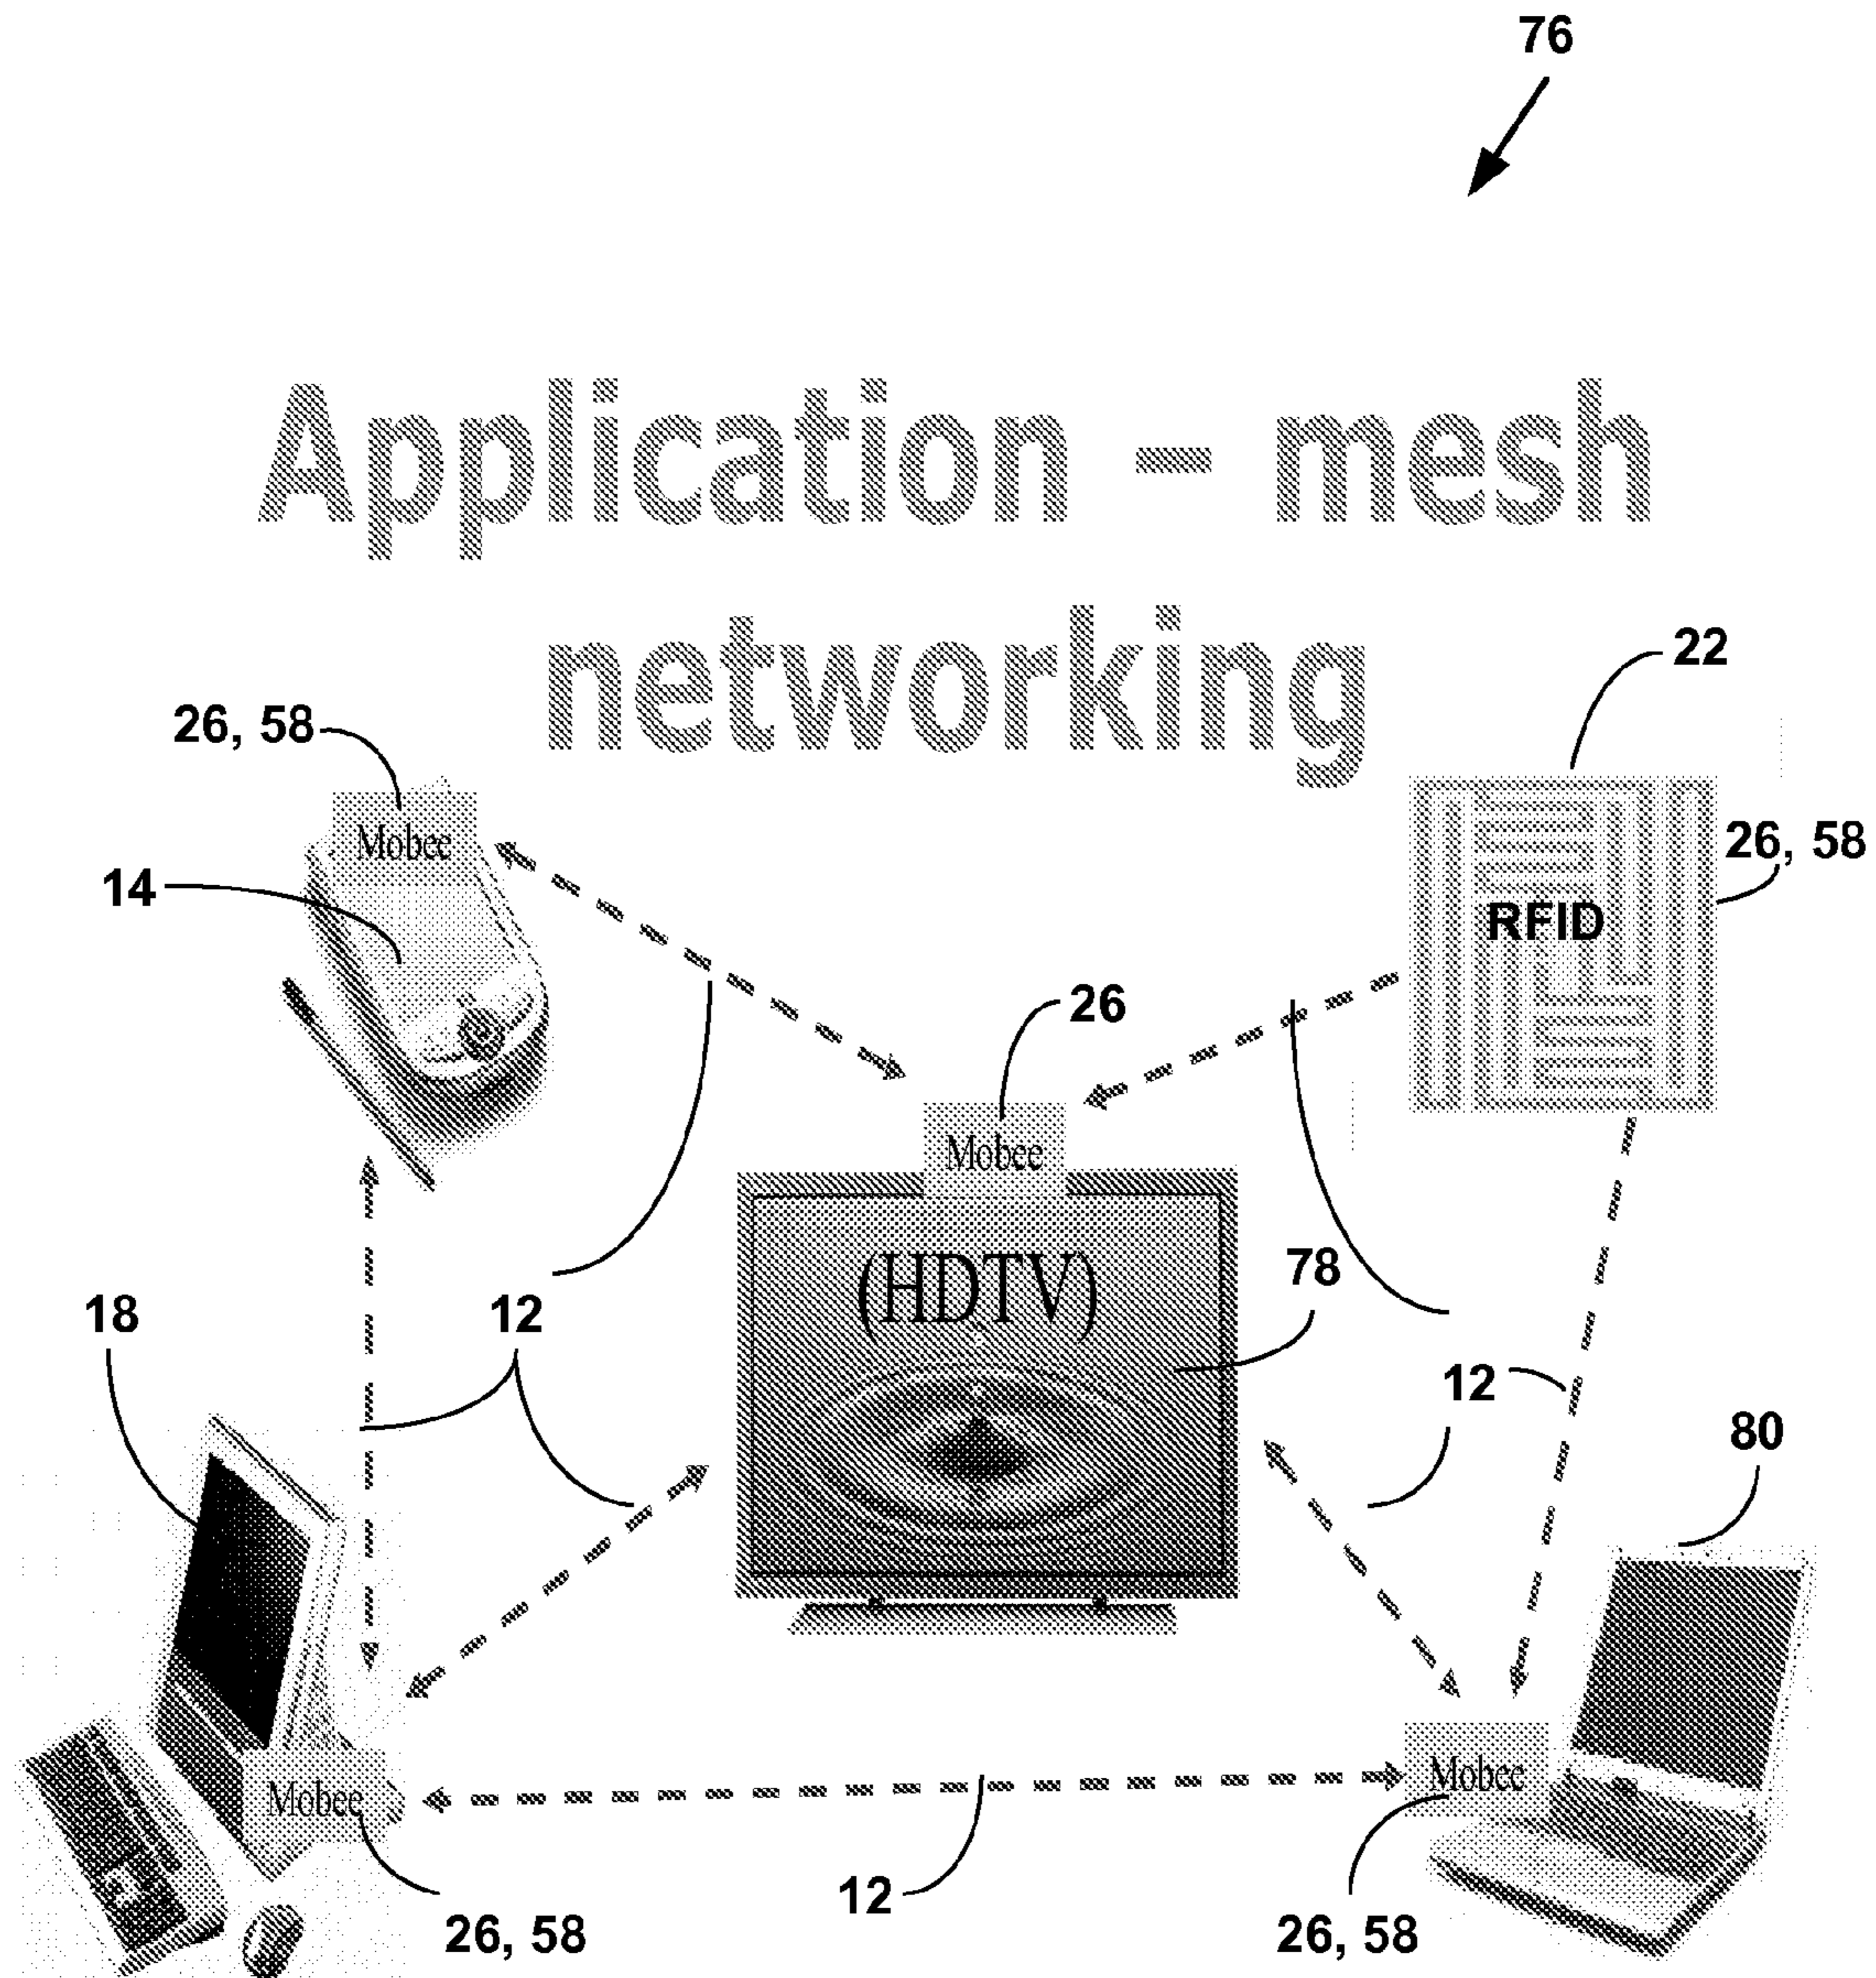 76
Application – mesh
networking
22
26, 58
Mobee
26, 58
14
RFID
26
Mobee
(HDTV)
78
18
12
12
80
Mobee
Mobee
12
26, 58
26, 58